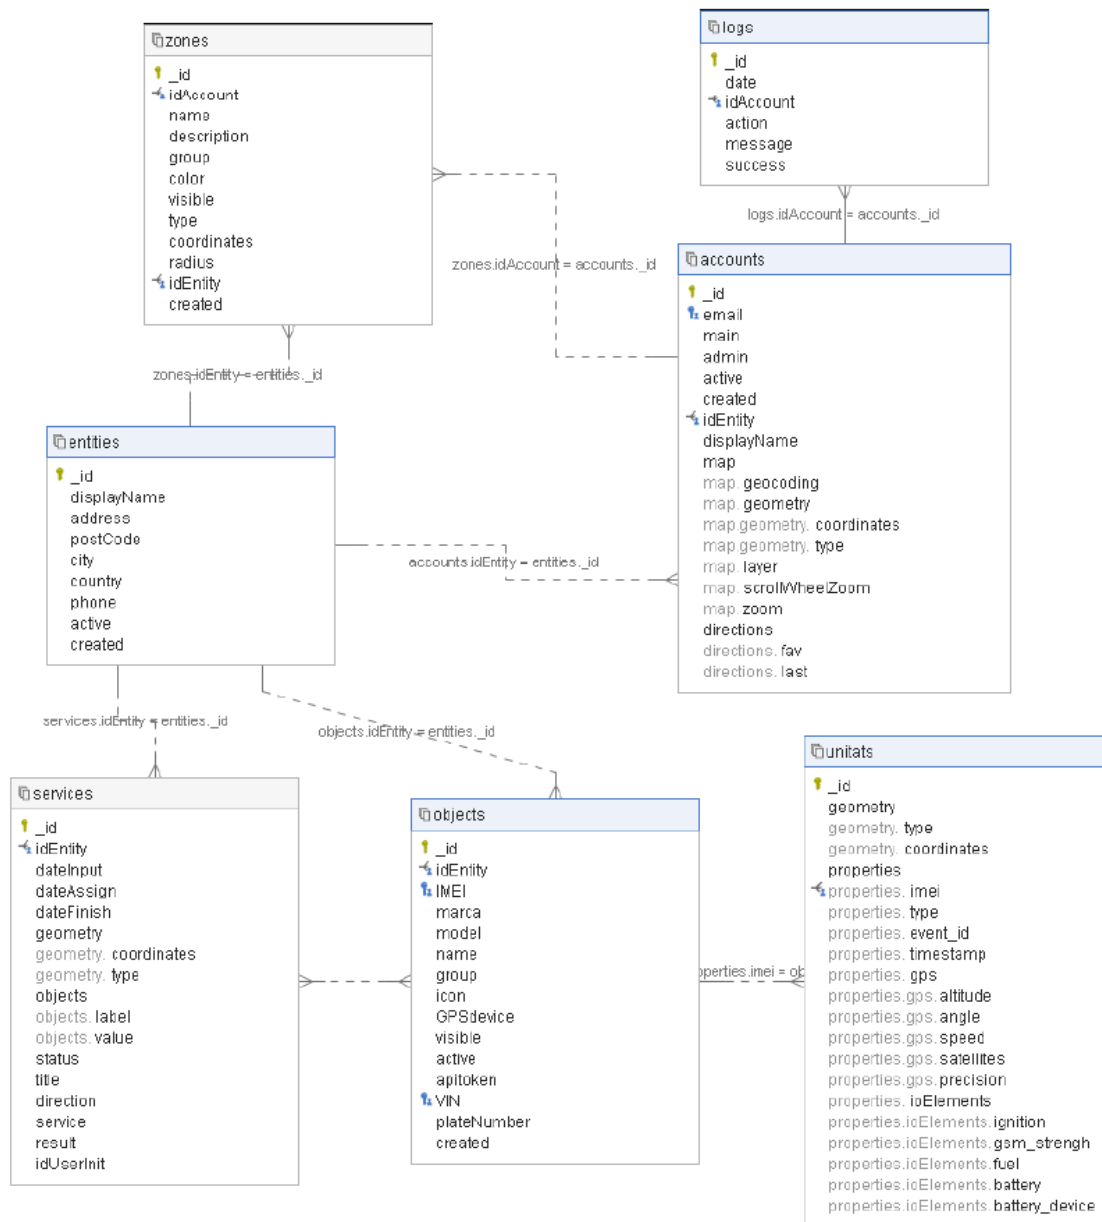 zones
_id
idAccount
name
description
group
color
visible
type
coordinates
radius
idEntity
created
logs
_id
date
idAccount
action
message
success
logs.idAccount = accounts._id
zones.idAccount = accounts._id
accounts
_id
email
main
admin
active
created
idEntity
displayName
map
map. geocoding
map. geometry
map.geometry. coordinates
map.geometry. type
map. layer
map. scrollWheelZoom
map. zoom
directions
directions. fav
directions. last
zones.idEntity = entities._id
entities
_id
displayName
address
postCode
city
country
phone
active
created
accounts.idEntity = entities._id
services.idEntity = entities._id
objects.idEntity = entities._id
services
_id
idEntity
dateInput
dateAssign
dateFinish
geometry
geometry. coordinates
geometry. type
objects
objects. label
objects. value
status
title
direction
service
result
idUserInit
objects
_id
idEntity
IMEI
marca
model
name
group
icon
GPSdevice
visible
active
apitoken
VIN
plateNumber
created
operties.imei = ob
unitats
_id
geometry
geometry. type
geometry. coordinates
properties
properties. imei
properties. type
properties. event_id
properties. timestamp
properties. gps
properties.gps. altitude
properties.gps. angle
properties.gps. speed
properties.gps. satellites
properties.gps. precision
properties. ioElements
properties.ioElements. ignition
properties.ioElements. gsm_strengh
properties.ioElements. fuel
properties.ioElements. battery
properties.ioElements. battery_device